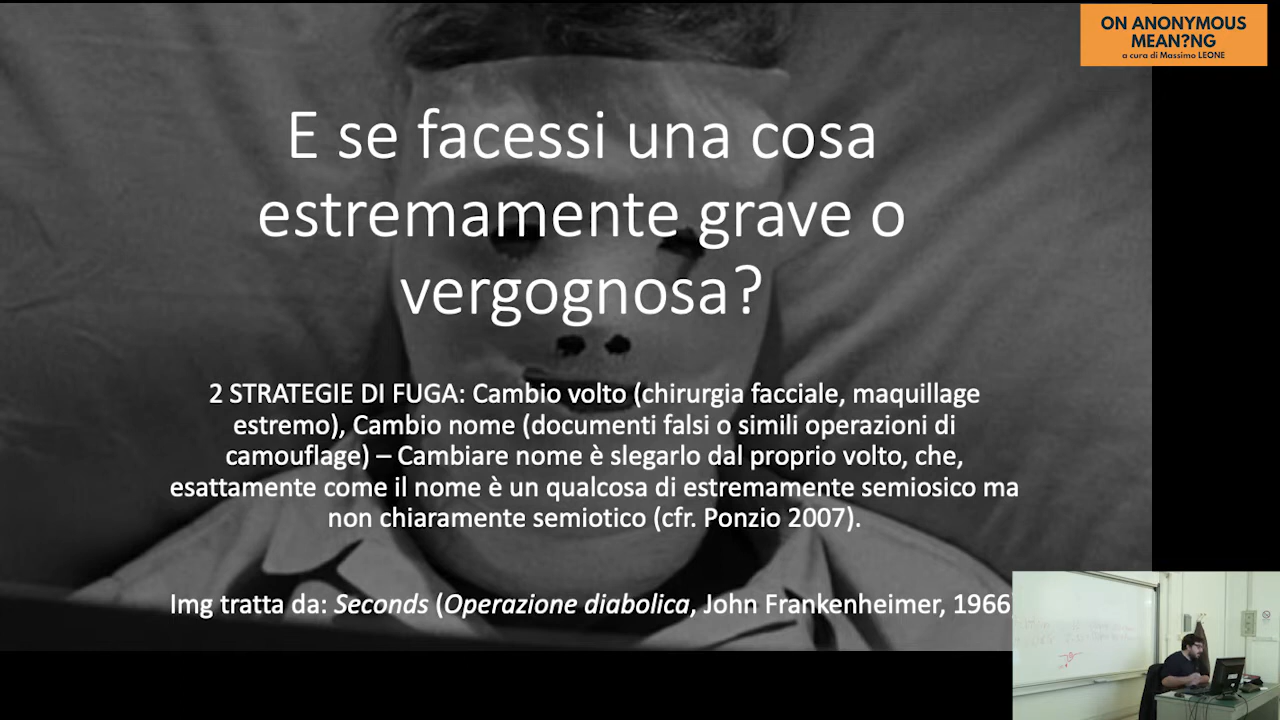 ON ANONYMOUS
MEAN?NG
a cura di Massimo LEONE
E se facessi una cosa
estremamente grave o
vergognosa?
2 STRATEGIE DI FUGA: Cambio volto (chirurgia facciale, maquillage
estremo), Cambio nome (documenti falsi o simili operazioni di
camouflage) – Cambiare nome è slegarlo dal proprio volto, che,
esattamente come il nome è un qualcosa di estremamente semiosico ma
non chiaramente semiotico (cfr. Ponzio 2007).
Img tratta da: Seconds (Operazione diabolica, John Frankenheimer, 1966)